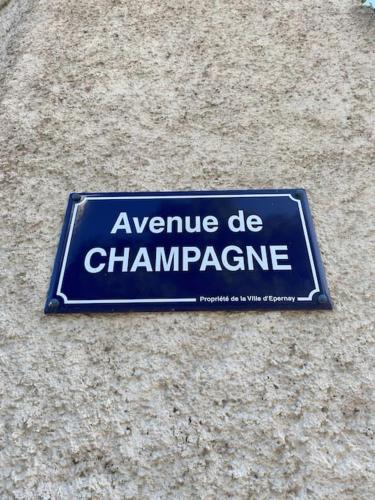 Avenue de
CHAMPAGNE
Propriété de la Ville d'Epernay